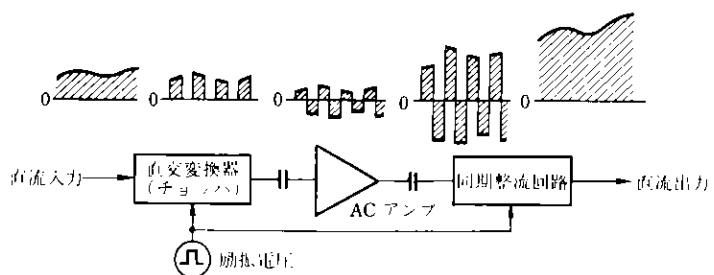 0
0
0
0
0
直流入力
直交変換器
(チョッパ)
AC アンプ
同期整流回路
直流出力
励振電圧